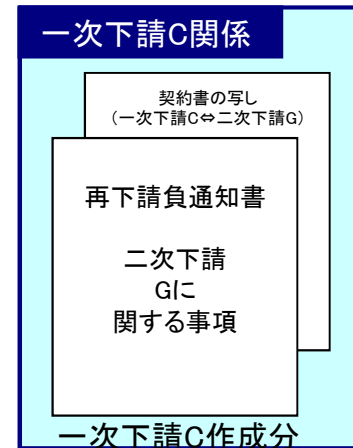 一次下請C関係
契約書の写し
（一次下請C⇔二次下請G）
再下請負通知書
二次下請
Gに
関する事項
一次下請C作成分